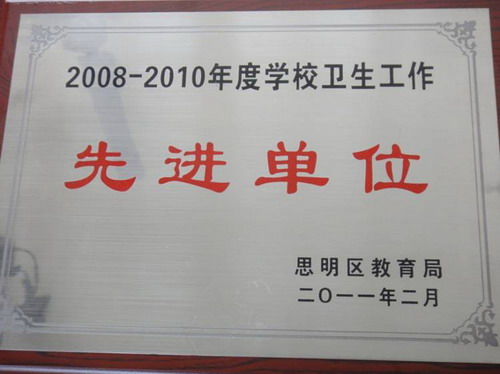 2008-2010年度学校卫生工作
先进单位
思明区教育局
二〇一一年二月